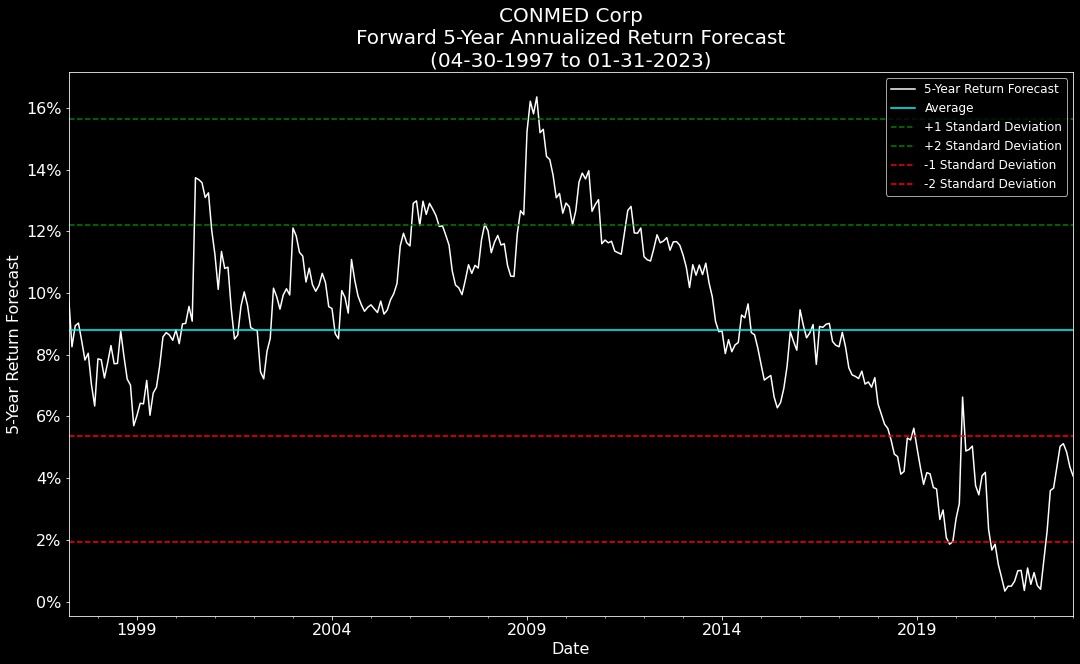 CONMED Corp
Forward 5-Year Annualized Return Forecast
(04-30-1997 to 01-31-2023)
5-Year Return Forecast
Average
+1 Standard Deviation
+2 Standard Deviation
-1 Standard Deviation
-2 Standard Deviation
16%
14%
12%
10%
8%
6%
4%
2%
0%
5-Year Return Forecast
1999
2004
2009
2014
2019
Date